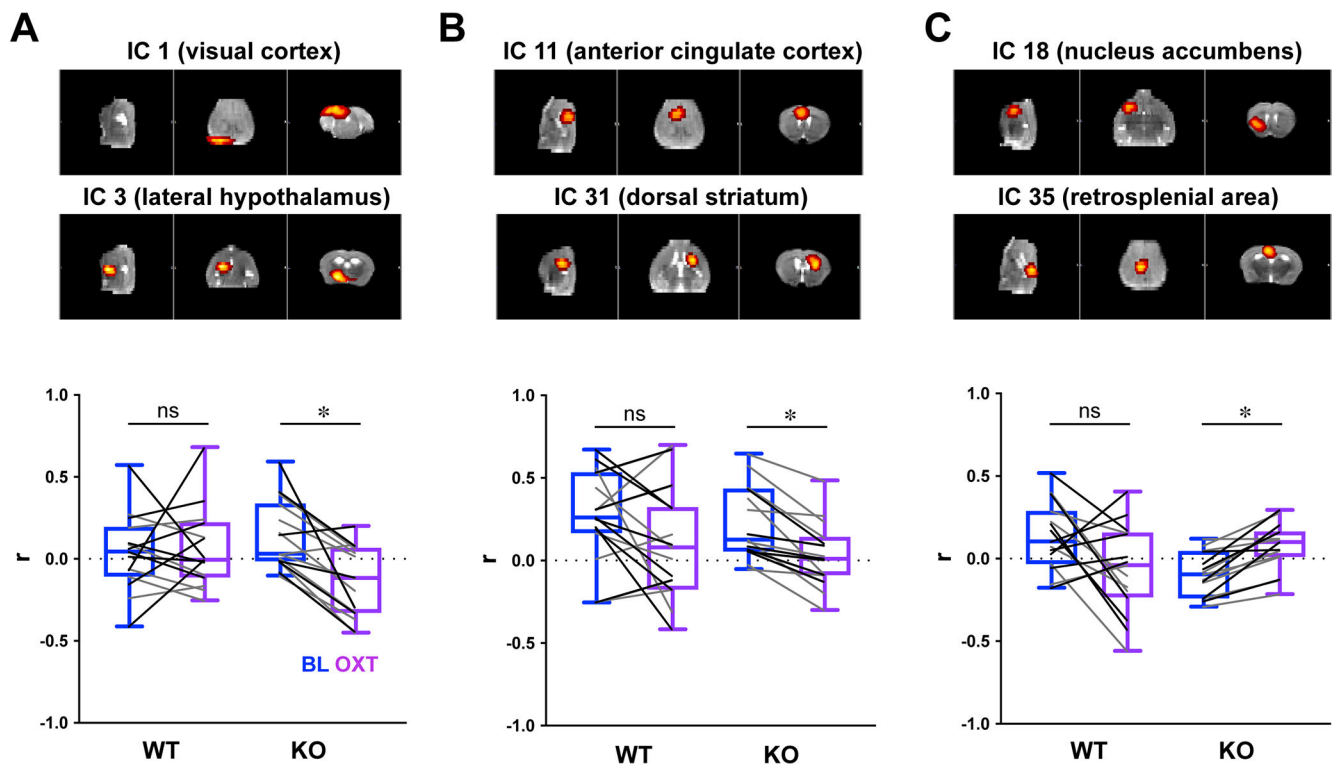 A
IC 1 (visual cortex)
IC 3 (lateral hypothalamus)
1.0
0.5
0.0
-0.5
-1.0
r
ns
*
BL OXT
WT
KO
B
IC 11 (anterior cingulate cortex)
IC 31 (dorsal striatum)
1.0
0.5
0.0
-0.5
-1.0
r
ns
*
WT
KO
C
IC 18 (nucleus accumbens)
IC 35 (retrosplenial area)
1.0
0.5
0.0
-0.5
-1.0
r
ns
*
WT
KO